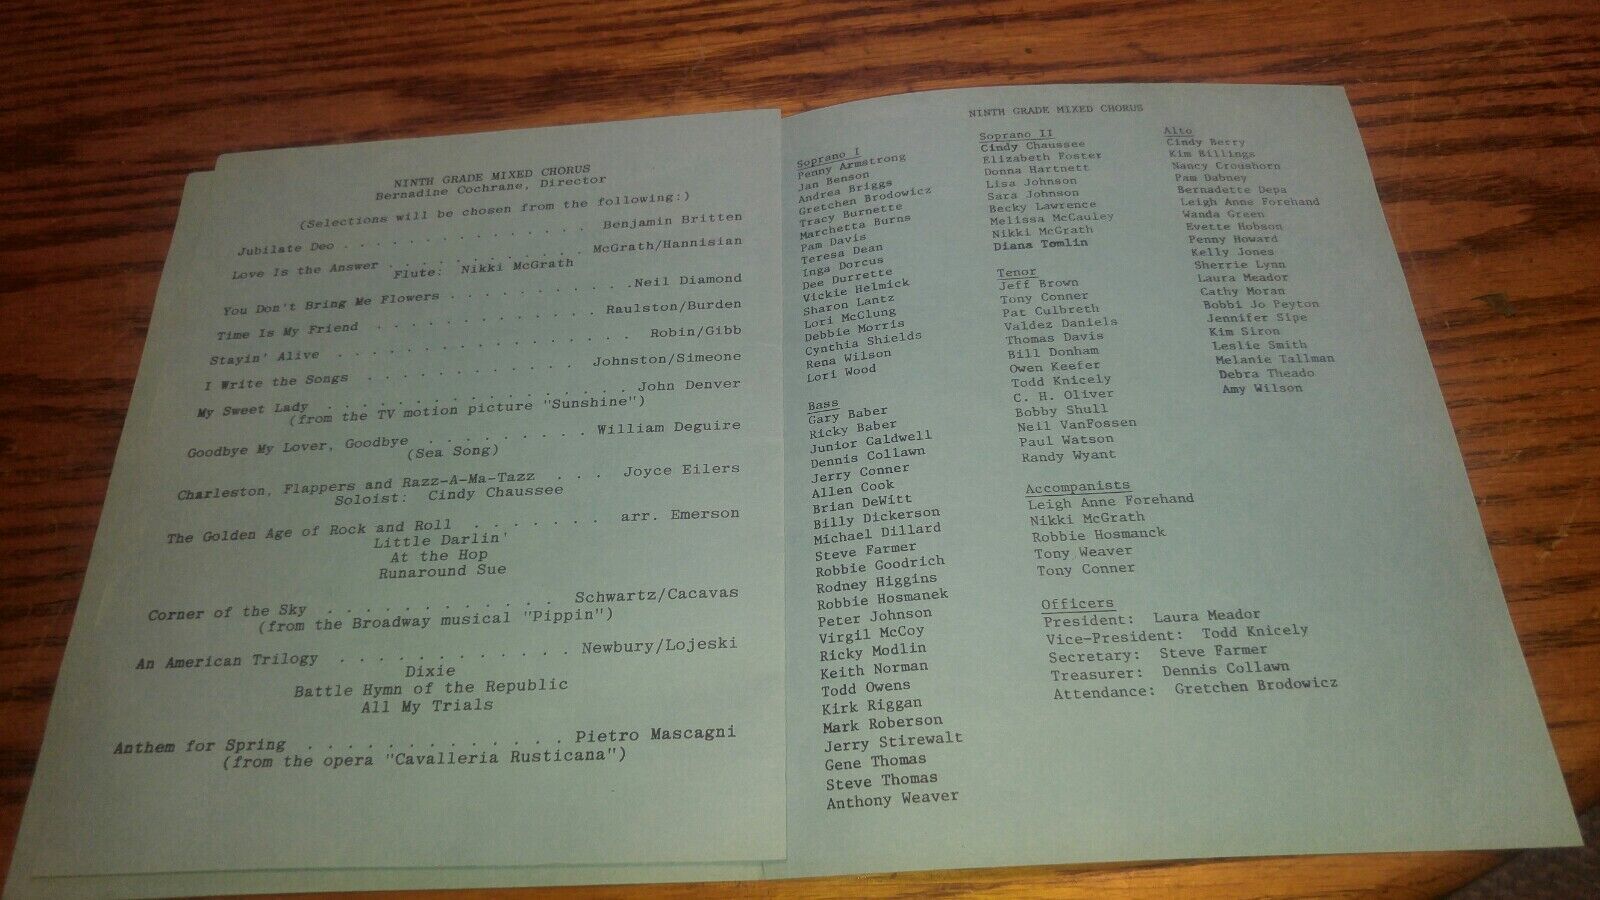 NINTH GRADE MIXED CHORUS
Bernadine Cochrane, Director
(Selections will be chosen from the following:)
Jubilate Deo . . . . . . . . . . . . . . Benjamin Britten
Love Is the Answer . . . . . . . . . . . McGrath/Hannisian
Flute: Nikki McGrath
You Don't Bring Me Flowers . . . . . . . . . . .Neil Diamond
Time Is My Friend . . . . . . . . . . . . . Raulston/Burden
Stayin' Alive . . . . . . . . . . . . . . . . . Robin/Gibb
I Write the Songs . . . . . . . . . . . . Johnston/Simeone
My Sweet Lady . . . . . . . . . . . . . . . . John Denver
(from the TV motion picture "Sunshine")
Goodbye My Lover, Goodbye . . . . . . . . . William Deguire
(Sea Song)
Charleston, Flappers and Razz-A-Ma-Tazz . . . Joyce Eilers
Soloist: Cindy Chaussee
The Golden Age of Rock and Roll . . . . . . . arr. Emerson
Little Darlin'
At the Hop
Runaround Sue
Corner of the Sky . . . . . . . . . . . . Schwartz/Cacavas
(from the Broadway musical "Pippin")
An American Trilogy . . . . . . . . . . . . Newbury/Lojeski
Dixie
Battle Hymn of the Republic
All My Trials
Anthem for Spring . . . . . . . . . . . . . Pietro Mascagni
(from the opera "Cavalleria Rusticana")
NINTH GRADE MIXED CHORUS
Soprano I
Penny Armstrong
Jan Benson
Andrea Briggs
Gretchen Brodowicz
Tracy Burnette
Marchetta Burns
Pam Davis
Teresa Dean
Inga Dorcus
Dee Durrette
Vickie Helmick
Sharon Lantz
Lori McClung
Debbie Morris
Cynthia Shields
Rena Wilson
Lori Wood
Bass
Gary Baber
Ricky Baber
Junior Caldwell
Dennis Collawn
Jerry Conner
Allen Cook
Brian DeWitt
Billy Dickerson
Michael Dillard
Steve Farmer
Robbie Goodrich
Rodney Higgins
Robbie Hosmanek
Peter Johnson
Virgil McCoy
Ricky Modlin
Keith Norman
Todd Owens
Kirk Riggan
Mark Roberson
Jerry Stirewalt
Gene Thomas
Steve Thomas
Anthony Weaver
Soprano II
Cindy Chaussee
Elizabeth Foster
Donna Hartnett
Lisa Johnson
Sara Johnson
Becky Lawrence
Melissa McCauley
Nikki McGrath
Diana Tomlin
Tenor
Jeff Brown
Tony Conner
Pat Culbreth
Valdez Daniels
Thomas Davis
Bill Donham
Owen Keefer
Todd Knicely
C. H. Oliver
Bobby Shull
Neil VanFossen
Paul Watson
Randy Wyant
Accompanists
Leigh Anne Forehand
Nikki McGrath
Robbie Hosmanck
Tony Weaver
Tony Conner
Officers
President: Laura Meador
Vice-President: Todd Knicely
Secretary: Steve Farmer
Treasurer: Dennis Collawn
Attendance: Gretchen Brodowicz
Alto
Cindy Berry
Kim Billings
Nancy Croushorn
Pam Dabney
Bernadette Depa
Leigh Anne Forehand
Wanda Green
Evette Hobson
Penny Howard
Kelly Jones
Sherrie Lynn
Laura Meador
Cathy Moran
Bobbi Jo Peyton
Jennifer Sipe
Kim Siron
Leslie Smith
Melanie Tallman
Debra Theado
Amy Wilson